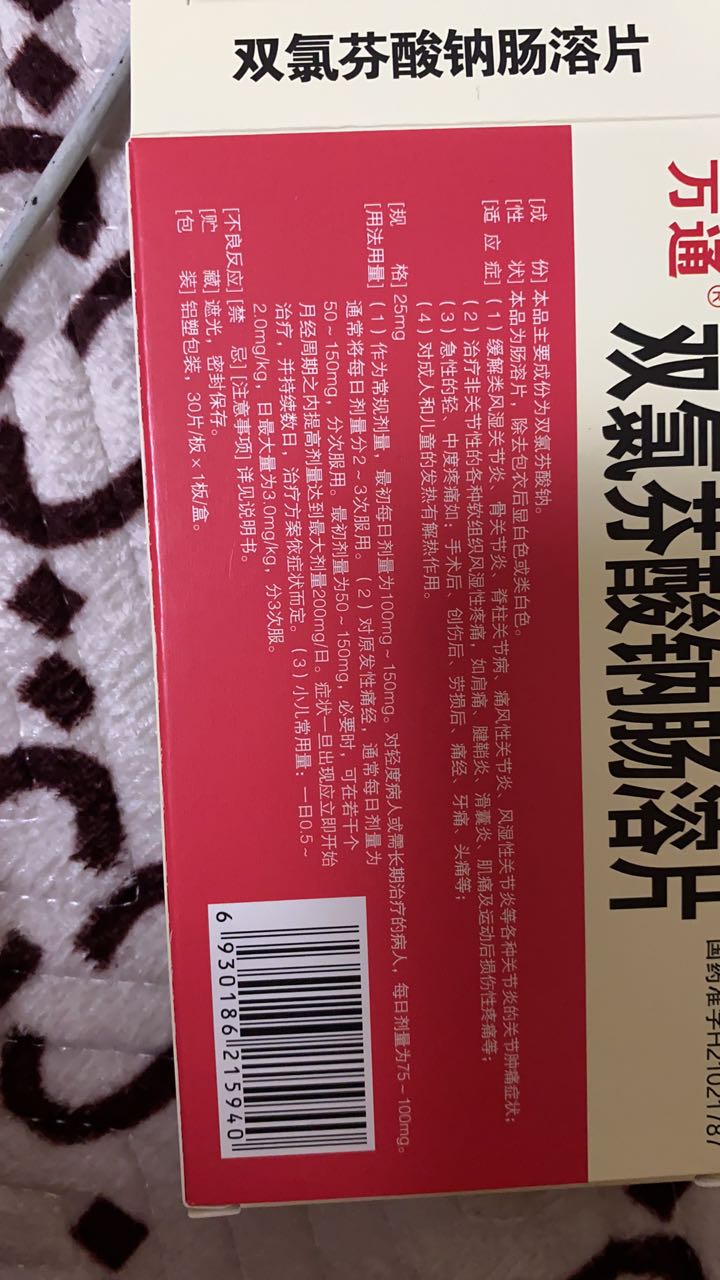 双氯芬酸钠肠溶片
万通®
双氯芬酸钠肠溶片
国药准字H21021787
[成 份] 本品主要成份为双氯芬酸钠。
[性 状] 本品为肠溶片，除去包衣后显白色或类白色。
[适 应 症] (1) 缓解类风湿关节炎、骨关节炎、脊柱关节病、痛风性关节炎、风湿性关节炎等各种关节炎的关节肿痛症状；
(2) 治疗非关节性的各种软组织风湿性疼痛，如肩痛、腱鞘炎、滑囊炎、肌痛及运动后损伤性疼痛等；
(3) 急性的轻、中度疼痛如：手术后、创伤后、劳损后、痛经、牙痛、头痛等；
(4) 对成人和儿童的发热有解热作用。
[规 格] 25mg
[用法用量] (1) 作为常规剂量，最初每日剂量为100mg～150mg。对轻度病人或需长期治疗的病人，每日剂量为75～100mg。
通常将每日剂量分2～3次服用。(2) 对原发性痛经，通常每日剂量为
50～150mg，分次服用。最初剂量为50～150mg，必要时，可在若干个
月经周期之内提高剂量达到最大剂量200mg/日。症状一旦出现应立即开始
治疗，并持续数日，治疗方案依症状而定。(3) 小儿常用量：一日0.5～
2.0mg/kg，日最大量为3.0mg/kg，分3次服。
[不良反应] [禁 忌] [注意事项] 详见说明书。
[贮 藏] 遮光，密封保存。
[包 装] 铝塑包装，30片/板×1板/盒。
6 930186 215940